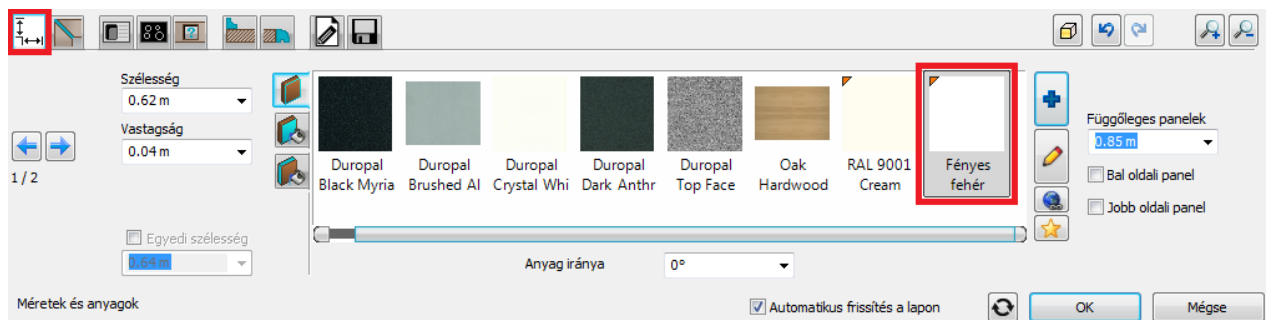 Szélesség
0.62 m
Vastagság
0.04 m
1 / 2
Egyedi szélesség
0.64 m
Duropal
Black Myria
Duropal
Brushed Al
Duropal
Crystal Whi
Duropal
Dark Anthr
Duropal
Top Face
Oak
Hardwood
RAL 9001
Cream
Fényes
fehér
Anyag iránya
0°
Függőleges panelek
0.85 m
Bal oldali panel
Jobb oldali panel
Méretek és anyagok
Automatikus frissítés a lapon
OK
Mégse